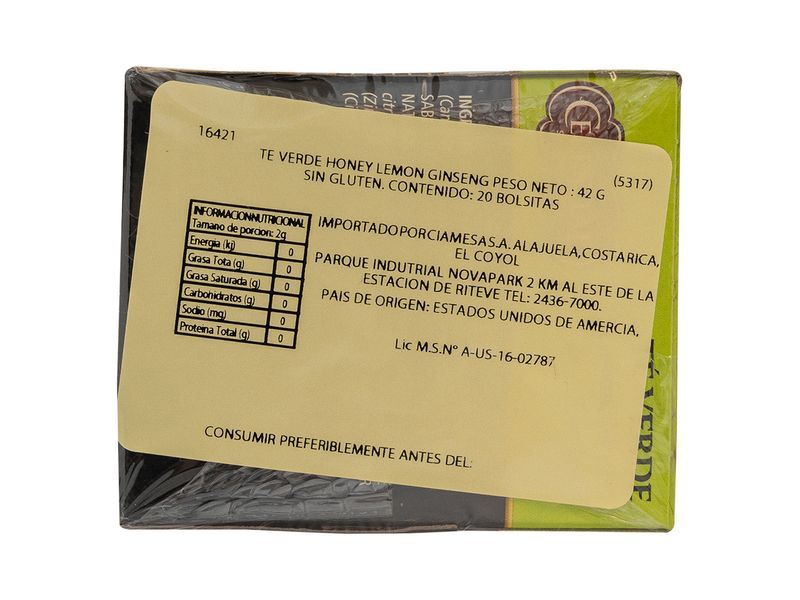 16421
TE VERDE HONEY LEMON GINSENG PESO NETO : 42 G
(5317)
SIN GLUTEN. CONTENIDO: 20 BOLSITAS
INFORMACIONNUTRICIONAL
Tamano de porcion: 2g
Energia (kj) 0
Grasa Tota (g) 0
Grasa Saturada (g) 0
Carbohidratos (g) 0
Sodio (mg) 0
Proteina Total (g) 0
IMPORTADOPORCIAMESAS.A. ALAJUELA,COSTARICA,
EL COYOL
PARQUE INDUTRIAL NOVAPARK 2 KM AL ESTE DE LA
ESTACION DE RITEVE TEL: 2436-7000.
PAIS DE ORIGEN: ESTADOS UNIDOS DE AMERCIA,
Lic M.S.N° A-US-16-02787
CONSUMIR PREFERIBLEMENTE ANTES DEL:
TÉ VERDE